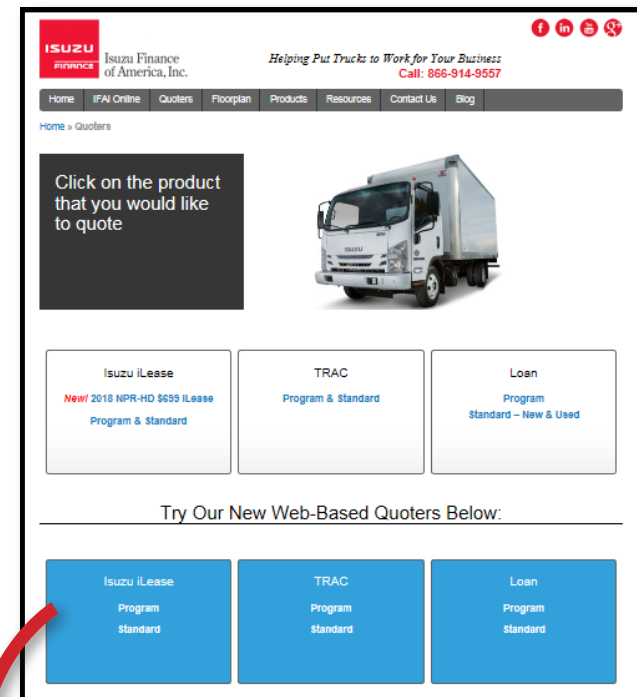 ISUZU
FINANCE
Isuzu Finance
of America, Inc.
Helping Put Trucks to Work for Your Business
Call: 866-914-9557
Home IFAI Online Quoters Floorplan Products Resources Contact Us Blog
Home » Quoters
Click on the product
that you would like
to quote
ISUZU
Isuzu iLease
New! 2018 NPR-HD $699 ILease
Program & Standard
TRAC
Program & Standard
Loan
Program
Standard – New & Used
Try Our New Web-Based Quoters Below:
Isuzu iLease
Program
Standard
TRAC
Program
Standard
Loan
Program
Standard